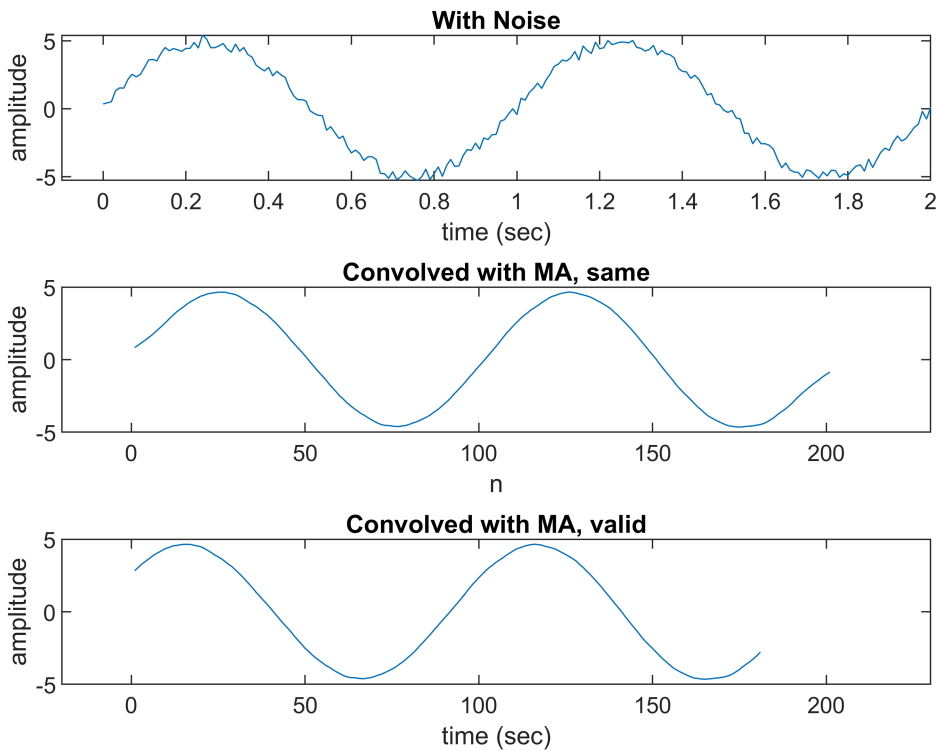 With Noise
amplitude
5
0
-5
0 0.2 0.4 0.6 0.8 1 1.2 1.4 1.6 1.8 2
time (sec)
Convolved with MA, same
amplitude
5
0
-5
0 50 100 150 200
n
Convolved with MA, valid
amplitude
5
0
-5
0 50 100 150 200
time (sec)